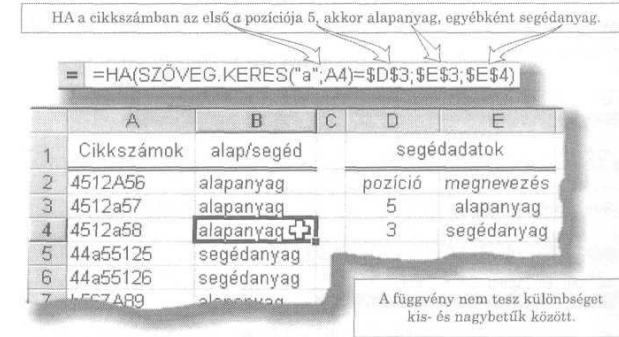 HA a cikkszámban az első a pozíciója 5, akkor alapanyag, egyébként segédanyag.
= =HA(SZÖVEG.KERES("a";A4)=$D$3;$E$3;$E$4)
A B C D E
1 Cikkszámok alap/segéd segédadatok
2 4512A56 alapanyag pozíció megnevezés
3 4512a57 alapanyag 5 alapanyag
4 4512a58 alapanyag 3 segédanyag
5 44a55125 segédanyag
6 44a55126 segédanyag
7 alapanyag
A függvény nem tesz különbséget
kis- és nagybetűk között.